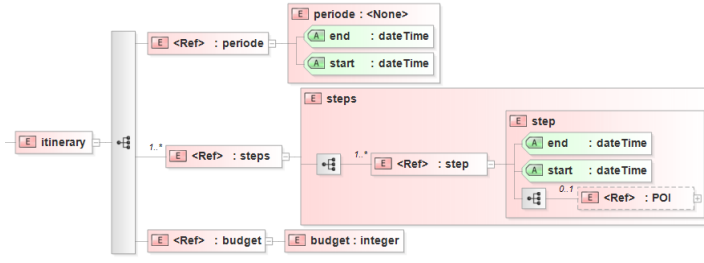 E periode : <None>
A end : dateTime
E <Ref> : periode
A start : dateTime
E steps
E step
E itinerary
A end : dateTime
1..*
E <Ref> : steps
1..*
E <Ref> : step
A start : dateTime
0..1
E <Ref> : POI
E <Ref> : budget
E budget : integer